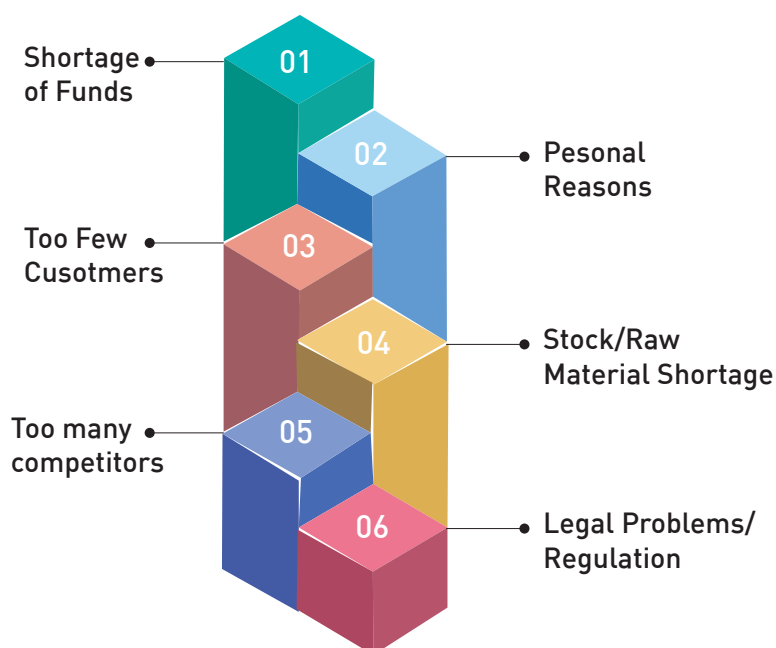 01
Shortage
of Funds
02
Pesonal
Reasons
03
Too Few
Cusotmers
04
Stock/Raw
Material Shortage
05
Too many
competitors
06
Legal Problems/
Regulation